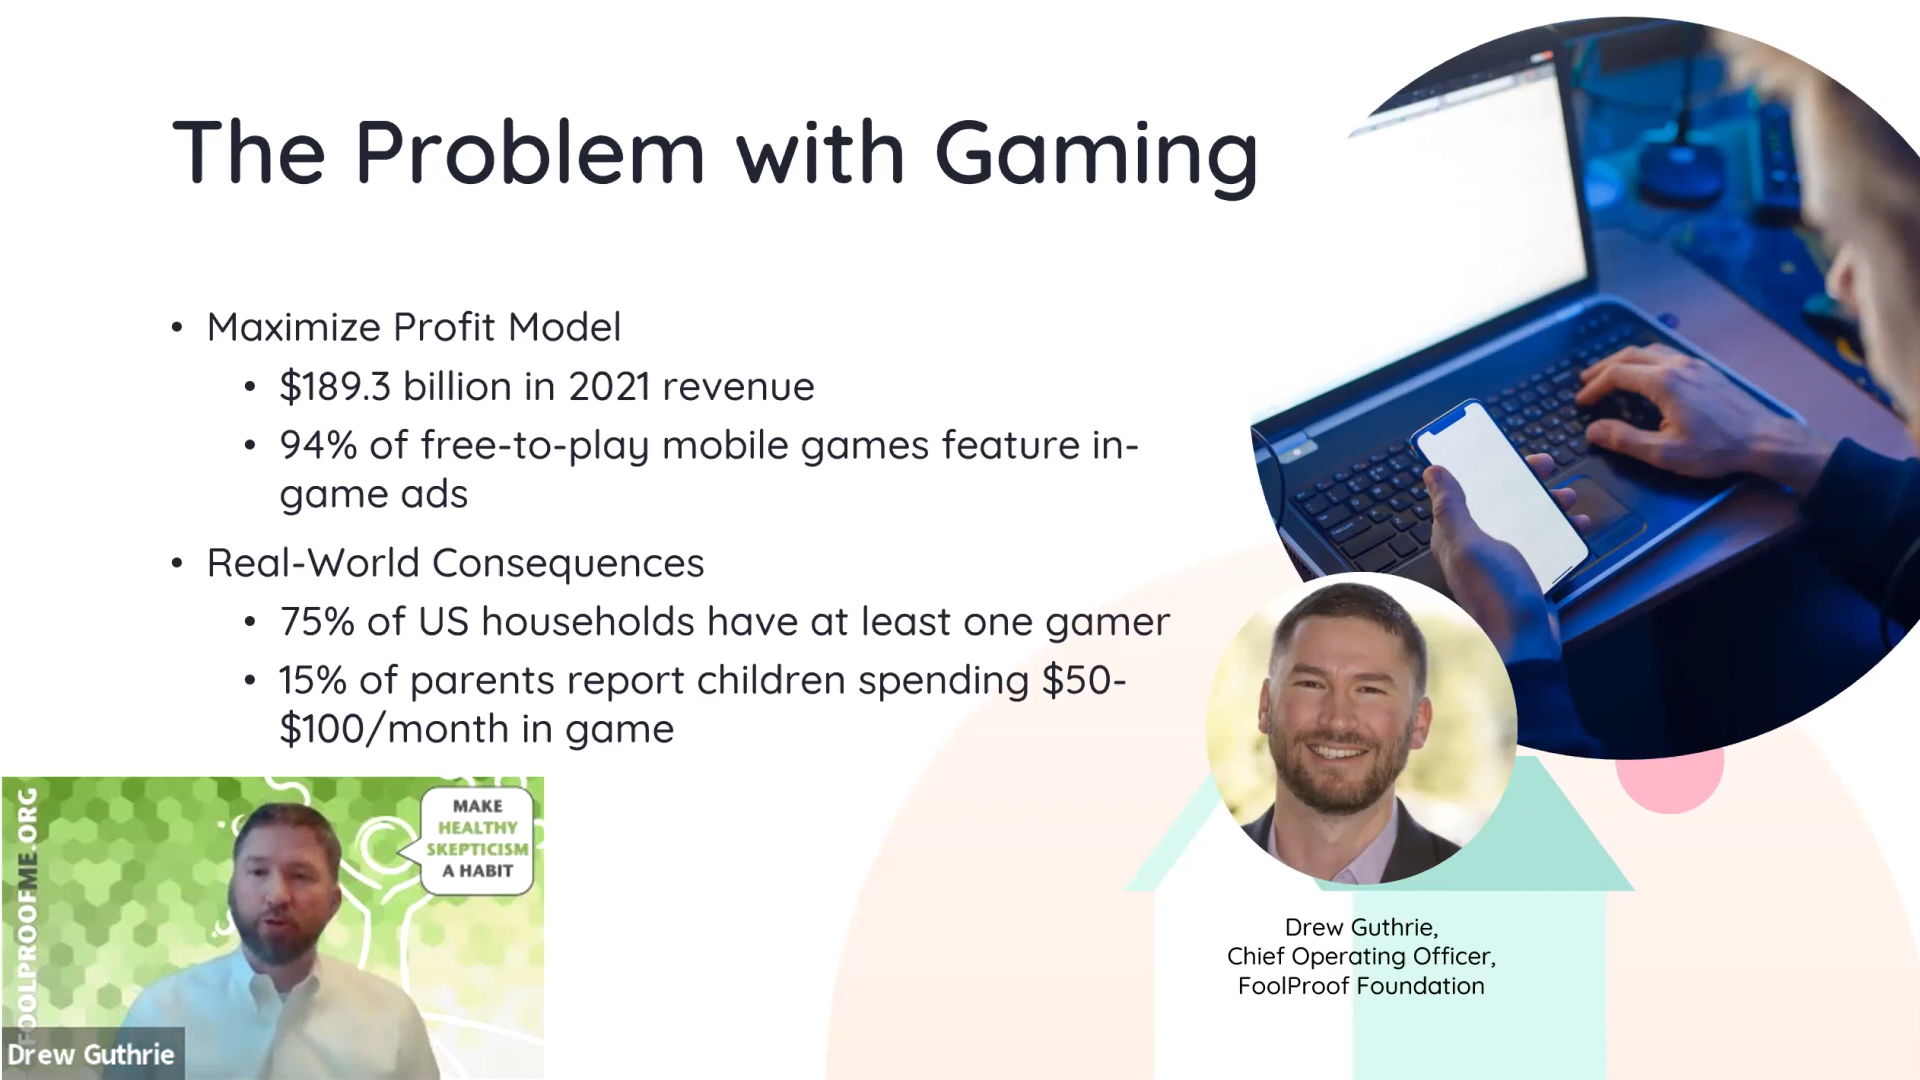 The Problem with Gaming
• Maximize Profit Model
• $189.3 billion in 2021 revenue
• 94% of free-to-play mobile games feature in-
game ads
• Real-World Consequences
• 75% of US households have at least one gamer
• 15% of parents report children spending $50-
$100/month in game
FOOLPROOFME.ORG
MAKE
HEALTHY
SKEPTICISM
A HABIT
Drew Guthrie
Drew Guthrie,
Chief Operating Officer,
FoolProof Foundation